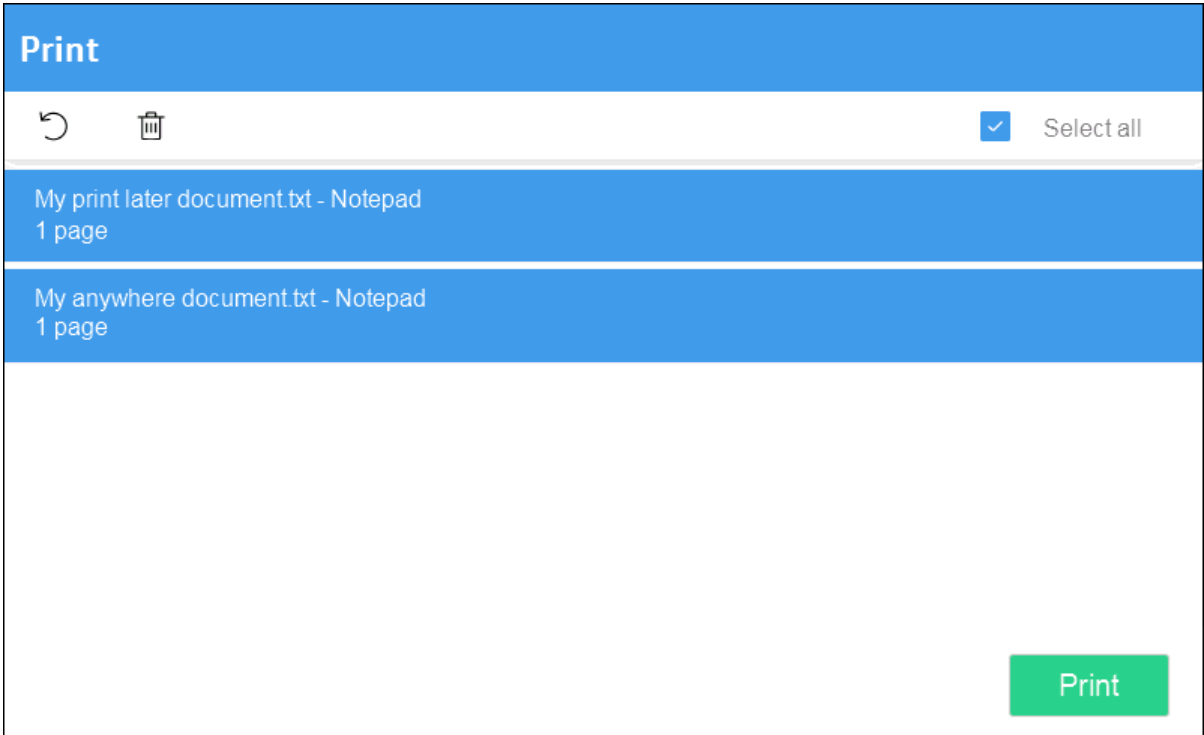 Print
Select all
My print later document.txt - Notepad
1 page
My anywhere document.txt - Notepad
1 page
Print